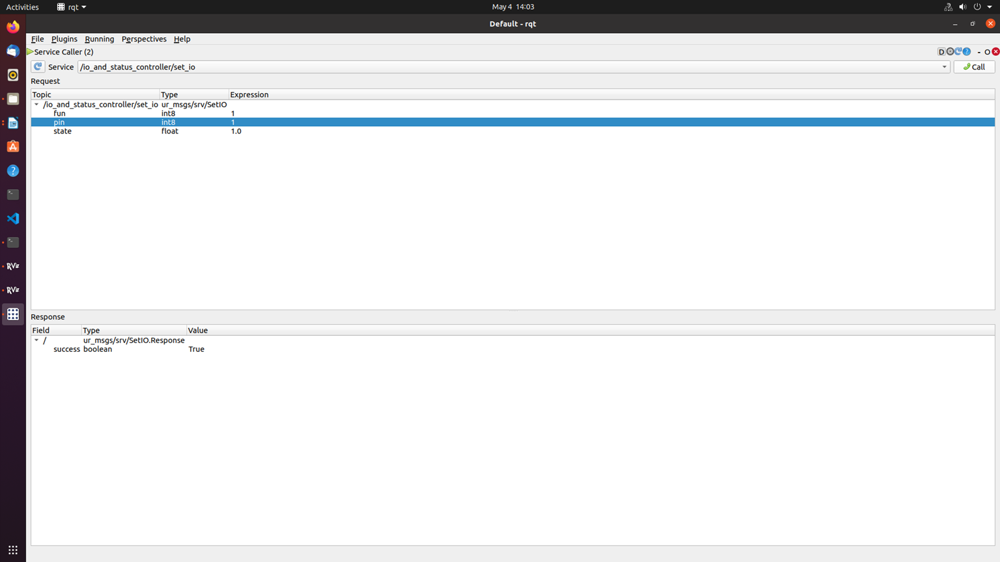 Activities rqt May 4 14:03
Default - rqt
File Plugins Running Perspectives Help
Service Caller (2) D - O
Service /io_and_status_controller/set_io Call
Request
Topic Type Expression
/io_and_status_controller/set_io ur_msgs/srv/SetIO
fun int8 1
pin int8 1
state float 1.0
RViz
RViz
Response
Field Type Value
/ ur_msgs/srv/SetIO.Response
success boolean True